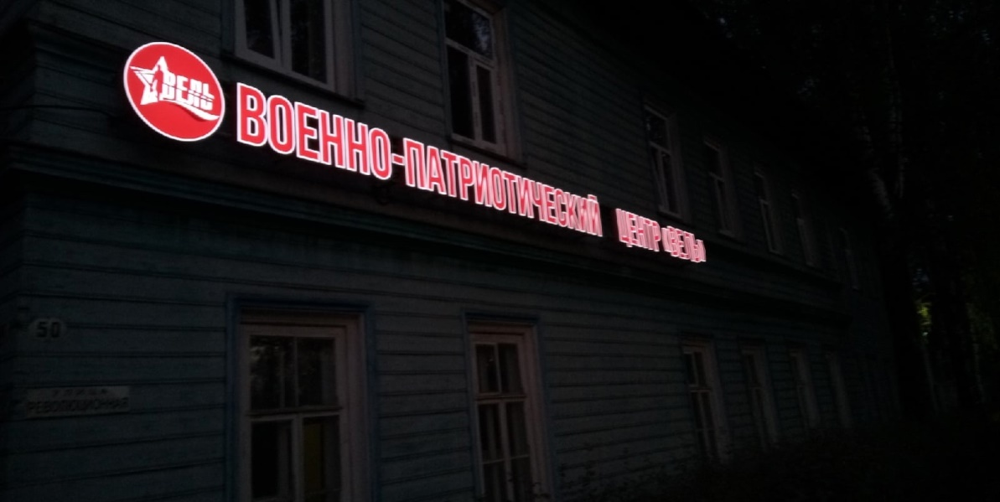 ВЕЛЬ
ВОЕННО-ПАТРИОТИЧЕСКИЙ ЦЕНТР «ВЕЛЬ»
50
УЛИЦА
РЕВОЛЮЦИОННАЯ